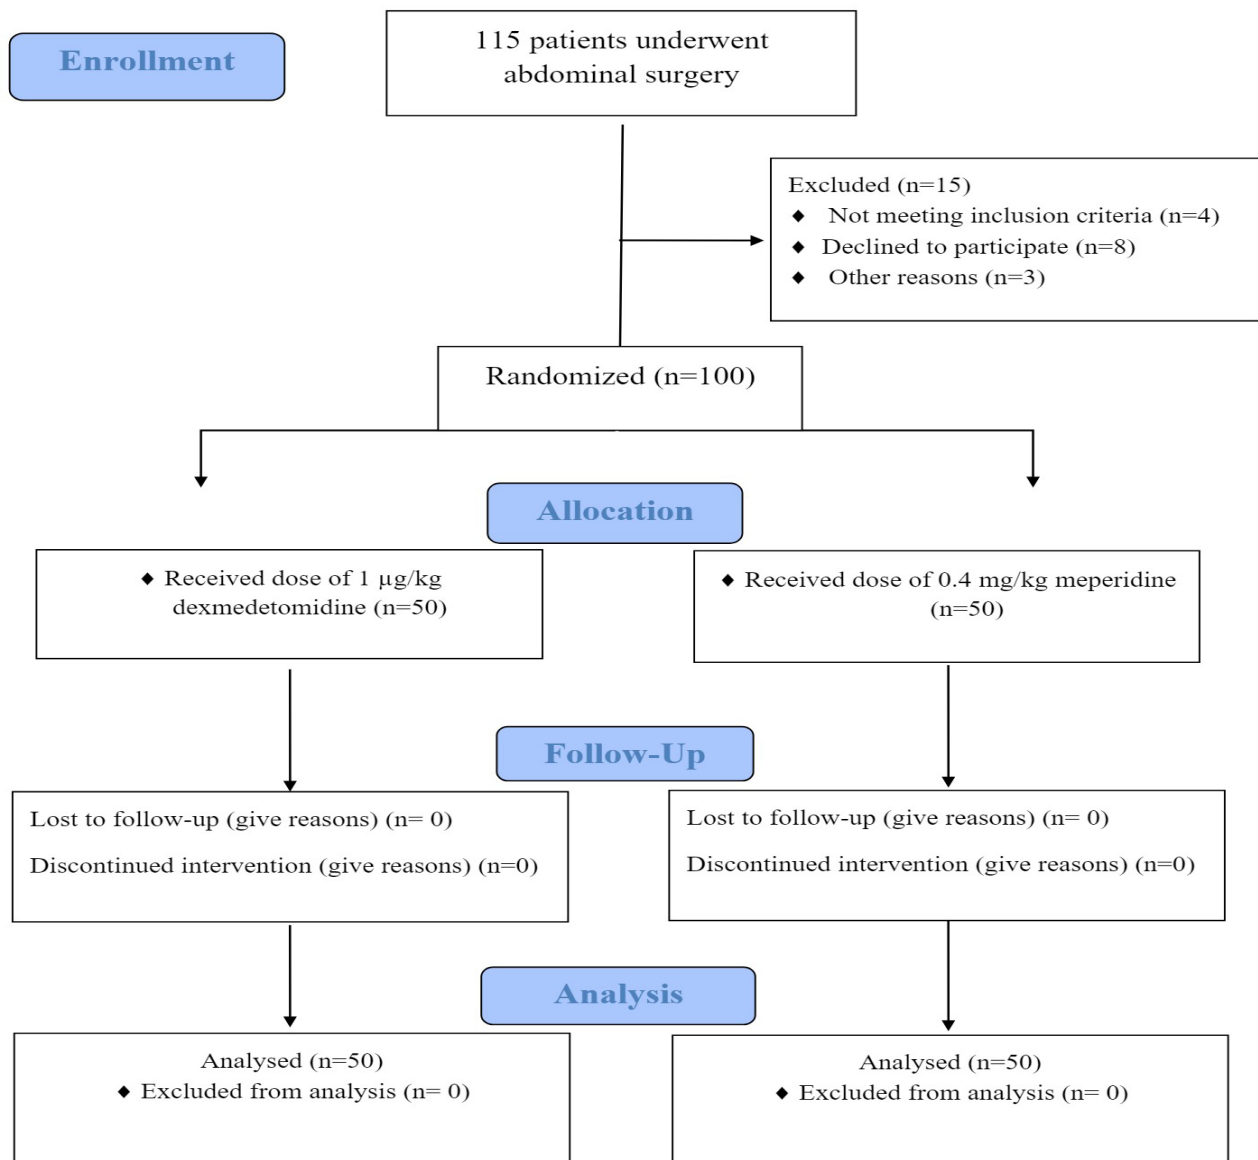 Enrollment
115 patients underwent
abdominal surgery
Excluded (n=15)
◆ Not meeting inclusion criteria (n=4)
◆ Declined to participate (n=8)
◆ Other reasons (n=3)
Randomized (n=100)
Allocation
◆ Received dose of 1 µg/kg
dexmedetomidine (n=50)
◆ Received dose of 0.4 mg/kg meperidine
(n=50)
Follow-Up
Lost to follow-up (give reasons) (n= 0)
Discontinued intervention (give reasons) (n=0)
Lost to follow-up (give reasons) (n= 0)
Discontinued intervention (give reasons) (n=0)
Analysis
Analysed (n=50)
◆ Excluded from analysis (n= 0)
Analysed (n=50)
◆ Excluded from analysis (n= 0)